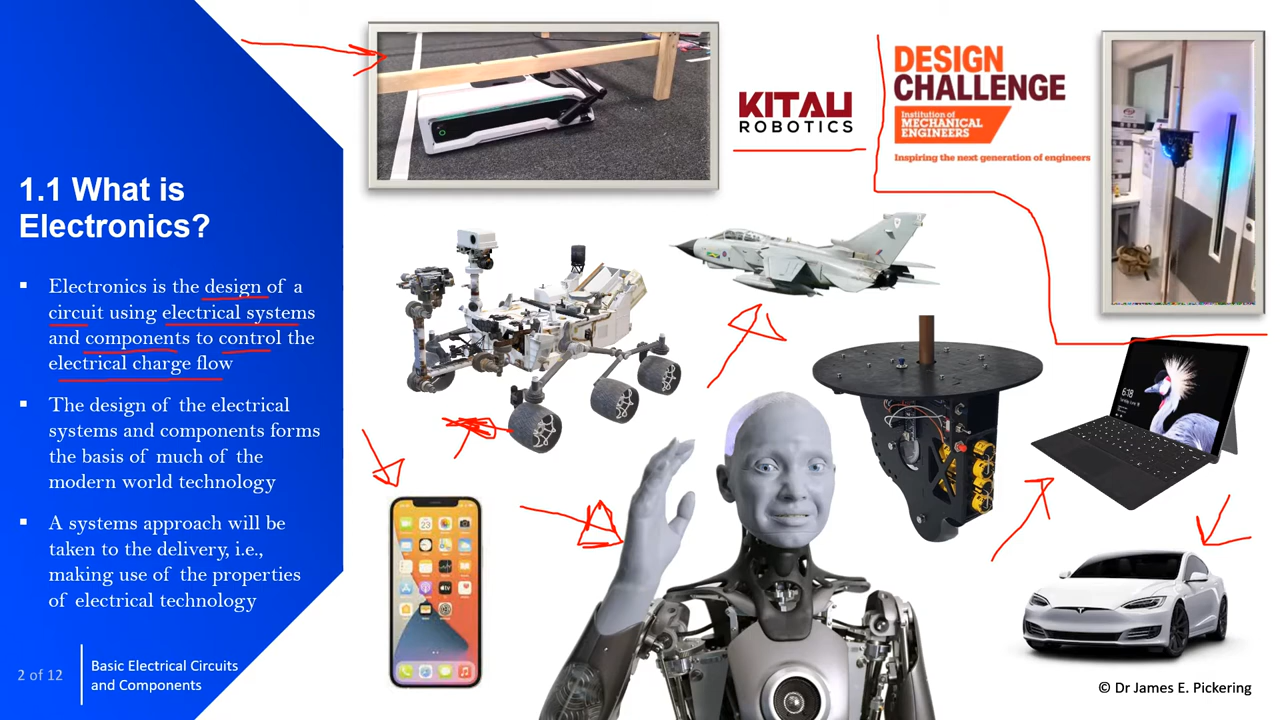 1.1 What is
Electronics?
▪ Electronics is the design of a
circuit using electrical systems
and components to control the
electrical charge flow
▪ The design of the electrical
systems and components forms
the basis of much of the
modern world technology
▪ A systems approach will be
taken to the delivery, i.e.,
making use of the properties
of electrical technology
2 of 12
Basic Electrical Circuits
and Components
KITAU
ROBOTICS
DESIGN
CHALLENGE
Institution of
MECHANICAL
ENGINEERS
Inspiring the next generation of engineers
6:18
© Dr James E. Pickering